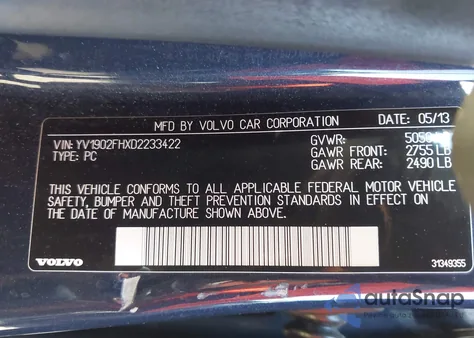 MFD BY VOLVO CAR CORPORATION DATE: 05/13
VIN: YV1902FHXD2233422 GVWR:
TYPE: PC GAWR FRONT: 2755 LB
GAWR REAR: 2490 LB
THIS VEHICLE CONFORMS TO ALL APPLICABLE FEDERAL MOTOR VEHICLE
SAFETY, BUMPER AND THEFT PREVENTION STANDARDS IN EFFECT ON
THE DATE OF MANUFACTURE SHOWN ABOVE.
VOLVO 31349355
autoSnap